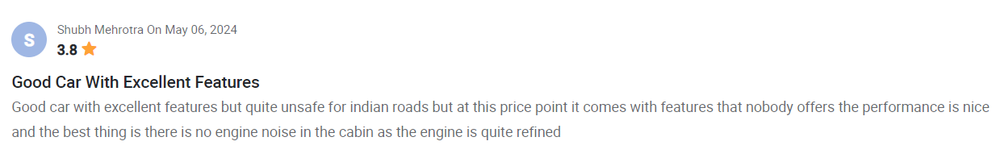 S
Shubh Mehrotra On May 06, 2024
3.8
Good Car With Excellent Features
Good car with excellent features but quite unsafe for indian roads but at this price point it comes with features that nobody offers the performance is nice
and the best thing is there is no engine noise in the cabin as the engine is quite refined